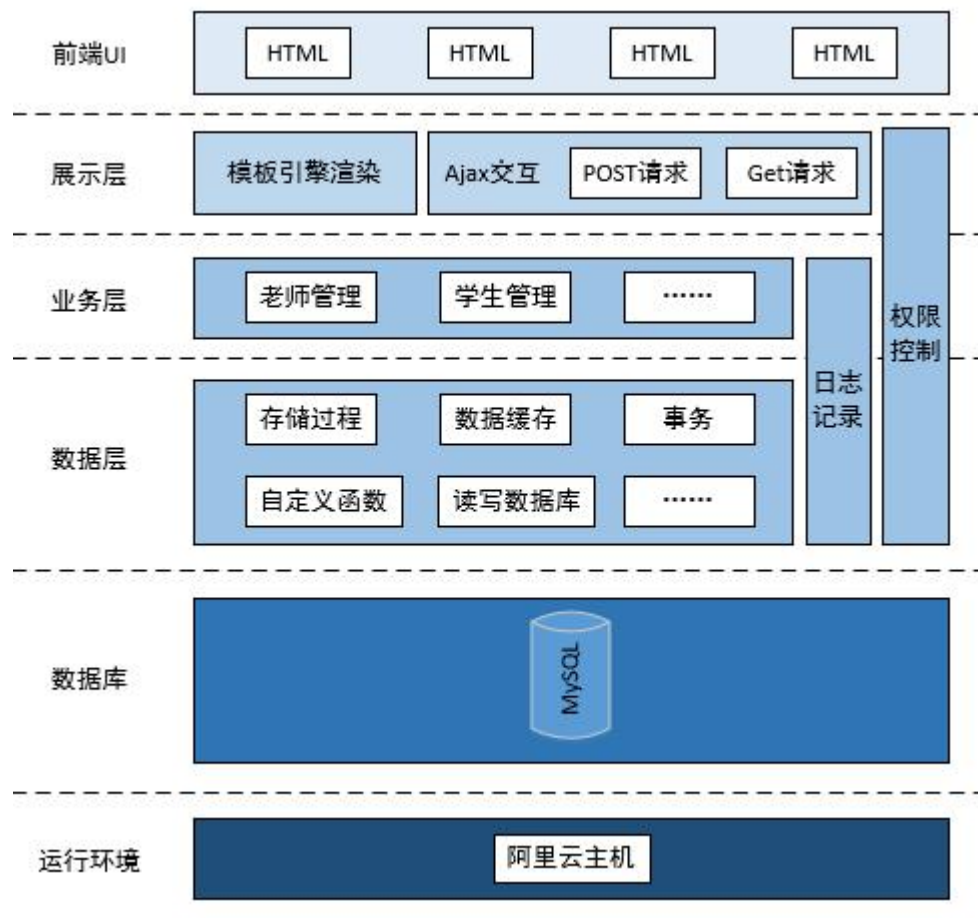 前端UI
HTML
HTML
HTML
HTML
展示层
模板引擎渲染
Ajax交互
POST请求
Get请求
业务层
老师管理
学生管理
……
权限
控制
日志
记录
数据层
存储过程
数据缓存
事务
自定义函数
读写数据库
……
数据库
MySQL
运行环境
阿里云主机